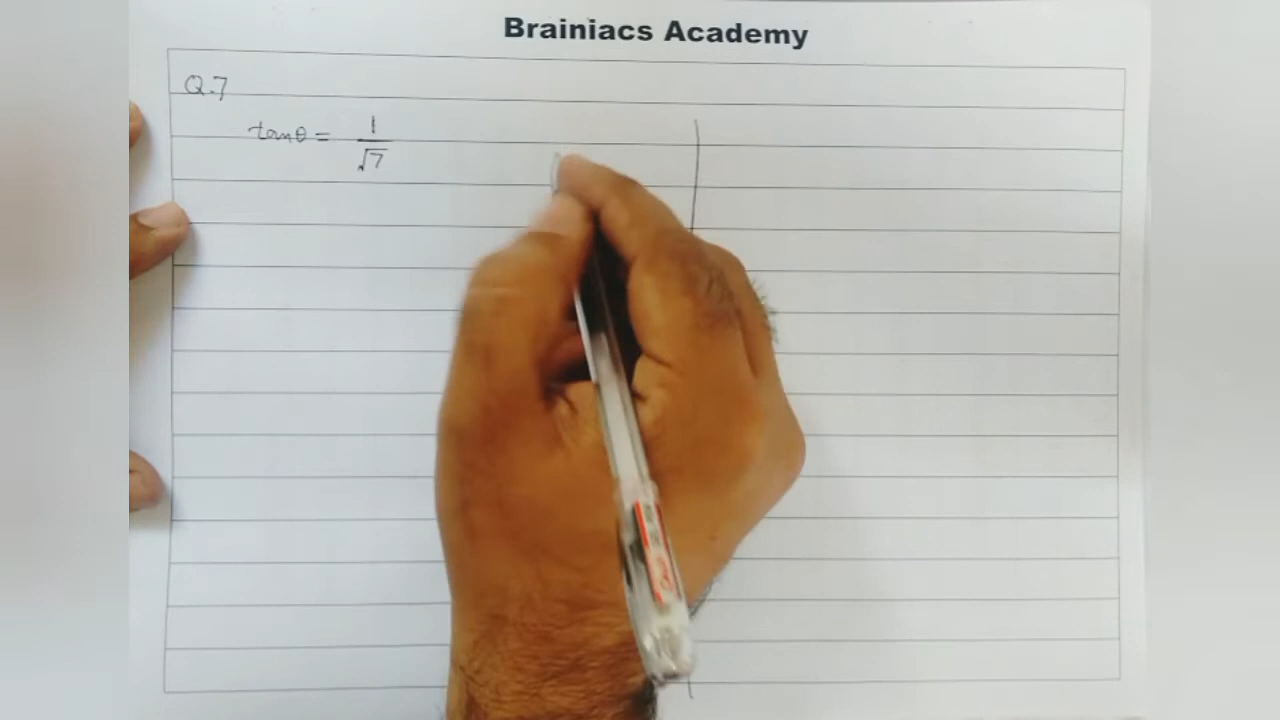 Brainiacs Academy
Q.7
tanθ = 1/√7